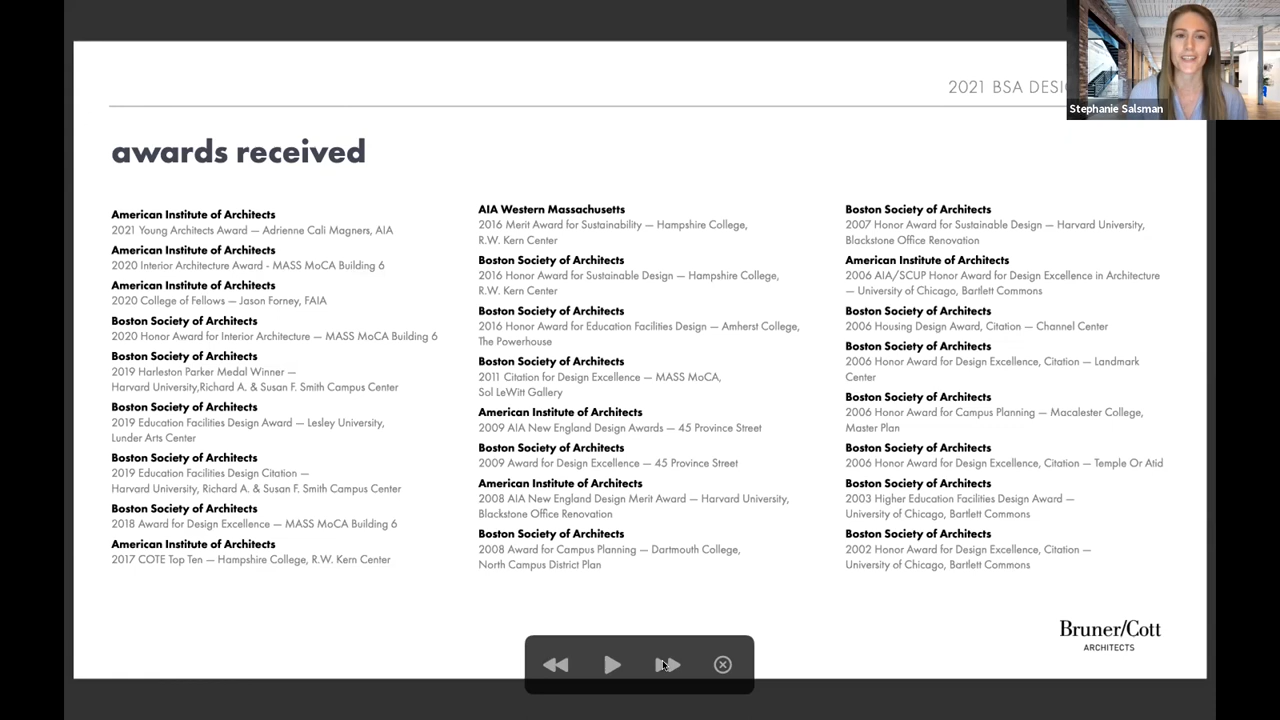 2021 BSA DESI
Stephanie Salsman
awards received
American Institute of Architects
2021 Young Architects Award — Adrienne Cali Magners, AIA
American Institute of Architects
2020 Interior Architecture Award - MASS MoCA Building 6
American Institute of Architects
2020 College of Fellows — Jason Forney, FAIA
Boston Society of Architects
2020 Honor Award for Interior Architecture — MASS MoCA Building 6
Boston Society of Architects
2019 Harleston Parker Medal Winner —
Harvard University,Richard A. & Susan F. Smith Campus Center
Boston Society of Architects
2019 Education Facilities Design Award — Lesley University,
Lunder Arts Center
Boston Society of Architects
2019 Education Facilities Design Citation —
Harvard University, Richard A. & Susan F. Smith Campus Center
Boston Society of Architects
2018 Award for Design Excellence — MASS MoCA Building 6
American Institute of Architects
2017 COTE Top Ten — Hampshire College, R.W. Kern Center
AIA Western Massachusetts
2016 Merit Award for Sustainability — Hampshire College,
R.W. Kern Center
Boston Society of Architects
2016 Honor Award for Sustainable Design — Hampshire College,
R.W. Kern Center
Boston Society of Architects
2016 Honor Award for Education Facilities Design — Amherst College,
The Powerhouse
Boston Society of Architects
2011 Citation for Design Excellence — MASS MoCA,
Sol LeWitt Gallery
American Institute of Architects
2009 AIA New England Design Awards — 45 Province Street
Boston Society of Architects
2009 Award for Design Excellence — 45 Province Street
American Institute of Architects
2008 AIA New England Design Merit Award — Harvard University,
Blackstone Office Renovation
Boston Society of Architects
2008 Award for Campus Planning — Dartmouth College,
North Campus District Plan
Boston Society of Architects
2007 Honor Award for Sustainable Design — Harvard University,
Blackstone Office Renovation
American Institute of Architects
2006 AIA/SCUP Honor Award for Design Excellence in Architecture
— University of Chicago, Bartlett Commons
Boston Society of Architects
2006 Housing Design Award, Citation — Channel Center
Boston Society of Architects
2006 Honor Award for Design Excellence, Citation — Landmark
Center
Boston Society of Architects
2006 Honor Award for Campus Planning — Macalester College,
Master Plan
Boston Society of Architects
2006 Honor Award for Design Excellence, Citation — Temple Or Atid
Boston Society of Architects
2003 Higher Education Facilities Design Award —
University of Chicago, Bartlett Commons
Boston Society of Architects
2002 Honor Award for Design Excellence, Citation —
University of Chicago, Bartlett Commons
Bruner/Cott
ARCHITECTS